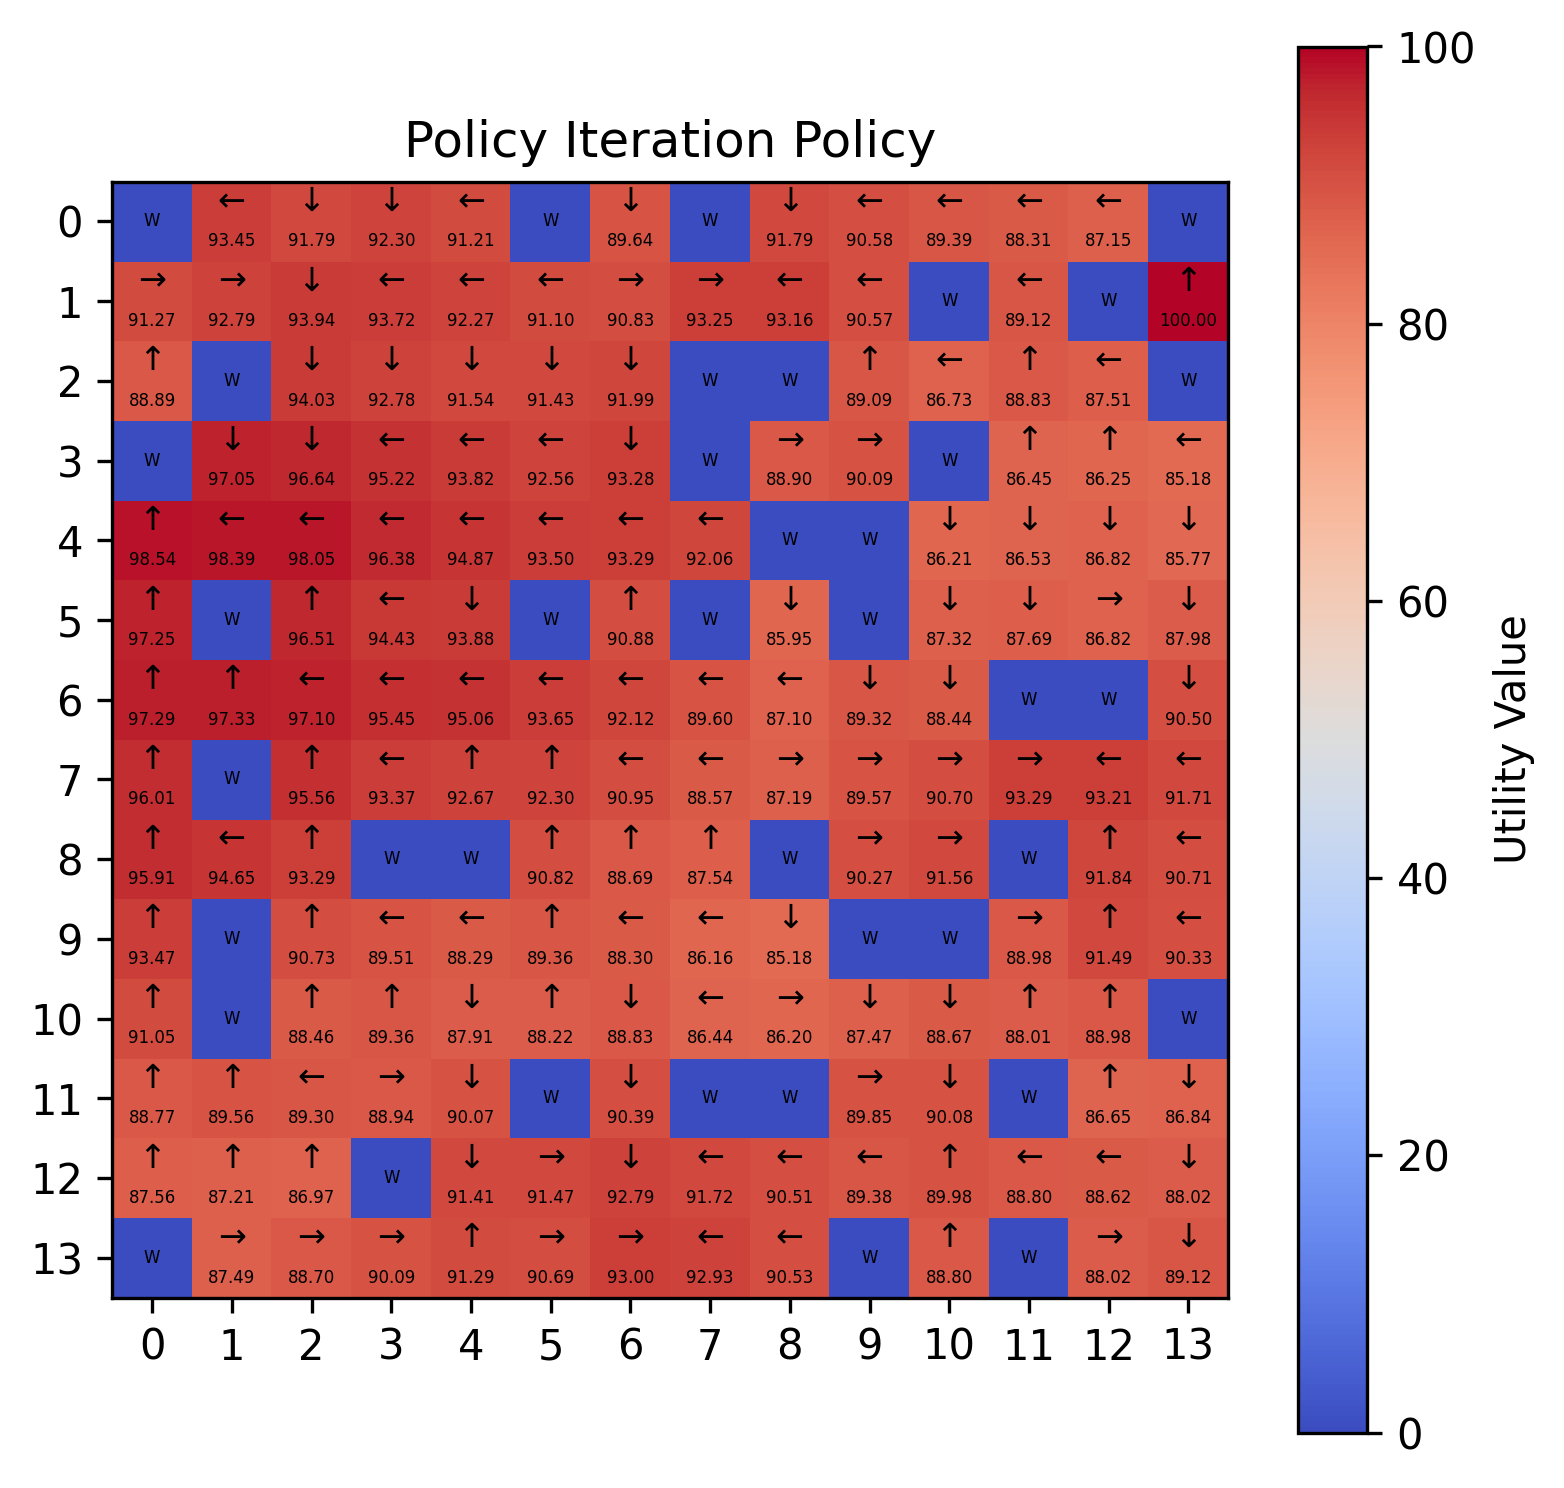 Policy Iteration Policy
0 W ← ↓ ↓ ← W ↓ W ↓ ← ← ← ← W
93.45 91.79 92.30 91.21 89.64 91.79 90.58 89.39 88.31 87.15
1 → → ↓ ← ← ← → → ← ← W ← W ↑
91.27 92.79 93.94 93.72 92.27 91.10 90.83 93.25 93.16 90.57 89.12 100.00
2 ↑ W ↓ ↓ ↓ ↓ ↓ W W ↑ ← ↑ ← W
88.89 94.03 92.78 91.54 91.43 91.99 89.09 86.73 88.83 87.51
3 W ↓ ↓ ← ← ← ↓ W → → W ↑ ↑ ←
97.05 96.64 95.22 93.82 92.56 93.28 88.90 90.09 86.45 86.25 85.18
4 ↑ ← ← ← ← ← ← ← W W ↓ ↓ ↓ ↓
98.54 98.39 98.05 96.38 94.87 93.50 93.29 92.06 86.21 86.53 86.82 85.77
5 ↑ W ↑ ← ↓ W ↑ W ↓ W ↓ ↓ → ↓
97.25 96.51 94.43 93.88 90.88 85.95 87.32 87.69 86.82 87.98
6 ↑ ↑ ← ← ← ← ← ← ← ↓ ↓ W W ↓
97.29 97.33 97.10 95.45 95.06 93.65 92.12 89.60 87.10 89.32 88.44 90.50
7 ↑ W ↑ ← ↑ ↑ ← ← → → → → ← ←
96.01 95.56 93.37 92.67 92.30 90.95 88.57 87.19 89.57 90.70 93.29 93.21 91.71
8 ↑ ← ↑ W W ↑ ↑ ↑ W → → W ↑ ←
95.91 94.65 93.29 90.82 88.69 87.54 90.27 91.56 91.84 90.71
9 ↑ W ↑ ← ← ↑ ← ← ↓ W W → ↑ ←
93.47 90.73 89.51 88.29 89.36 88.30 86.16 85.18 88.98 91.49 90.33
10 ↑ W ↑ ↑ ↓ ↑ ↓ ← → ↓ ↓ ↑ ↑ W
91.05 88.46 89.36 87.91 88.22 88.83 86.44 86.20 87.47 88.67 88.01 88.98
11 ↑ ↑ ← → ↓ W ↓ W W → ↓ W ↑ ↓
88.77 89.56 89.30 88.94 90.07 90.39 89.85 90.08 86.65 86.84
12 ↑ ↑ ↑ W ↓ → ↓ ← ← ← ↑ ← ← ↓
87.56 87.21 86.97 91.41 91.47 92.79 91.72 90.51 89.38 89.98 88.80 88.62 88.02
13 W → → → ↑ → → ← ← W ↑ W → ↓
87.49 88.70 90.09 91.29 90.69 93.00 92.93 90.53 88.80 88.02 89.12
0 1 2 3 4 5 6 7 8 9 10 11 12 13
100
80
60
40
20
0
Utility Value